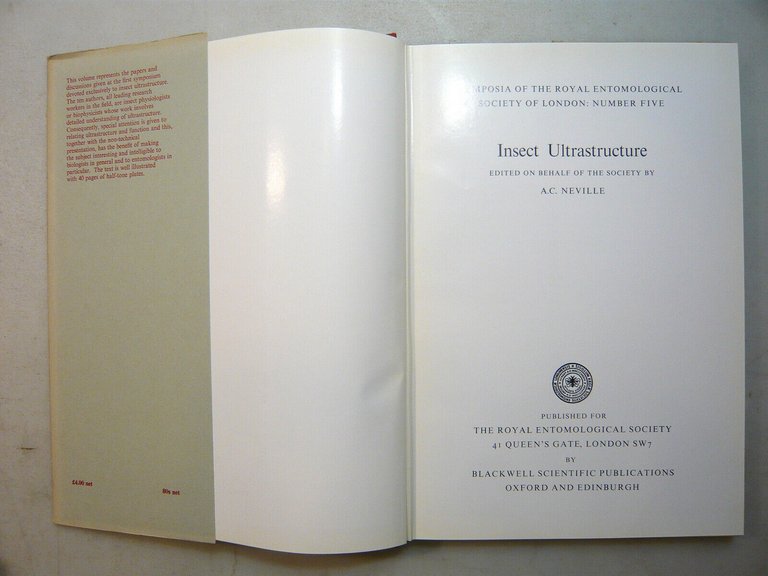 This volume represents the papers and
discussions given at the first symposium
devoted exclusively to insect ultrastructure.
The ten authors, all leading research
workers in the field, are insect physiologists
or biophysicists whose work involves
detailed understanding of ultrastructure.
Consequently, special attention is given to
relating ultrastructure and function and this,
together with the non-technical
presentation, has the benefit of making
the subject interesting and intelligible to
biologists in general and to entomologists in
particular. The text is well illustrated
with 40 pages of half-tone plates.
£4.00 net
80s net
MPOSIA OF THE ROYAL ENTOMOLOGICAL
SOCIETY OF LONDON: NUMBER FIVE
Insect Ultrastructure
EDITED ON BEHALF OF THE SOCIETY BY
A.C. NEVILLE
PUBLISHED FOR
THE ROYAL ENTOMOLOGICAL SOCIETY
41 QUEEN'S GATE, LONDON SW7
BY
BLACKWELL SCIENTIFIC PUBLICATIONS
OXFORD AND EDINBURGH